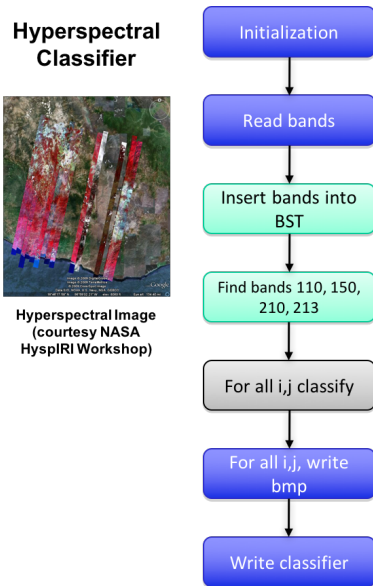 Hyperspectral
Classifier
Hyperspectral Image
(courtesy NASA
HyspIRI Workshop)
Initialization
Read bands
Insert bands into
BST
Find bands 110, 150,
210, 213
For all i,j classify
For all i,j, write
bmp
Write classifier
Google